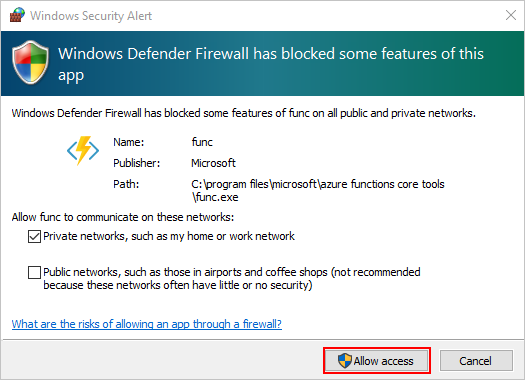 Windows Security Alert
Windows Defender Firewall has blocked some features of this
app
Windows Defender Firewall has blocked some features of func on all public and private networks.
Name: func
Publisher: Microsoft
Path: C:\program files\microsoft\azure functions core tools
\func.exe
Allow func to communicate on these networks:
Private networks, such as my home or work network
Public networks, such as those in airports and coffee shops (not recommended
because these networks often have little or no security)
What are the risks of allowing an app through a firewall?
Allow access Cancel